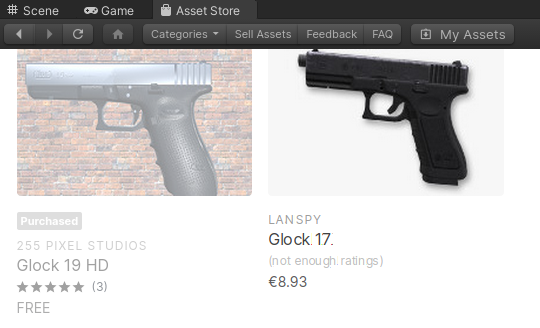 Scene Game Asset Store
Categories Sell Assets Feedback FAQ My Assets
Purchased
255 PIXEL STUDIOS
Glock 19 HD
(3)
FREE
LANSPY
Glock 17.
(not enough ratings)
€8.93